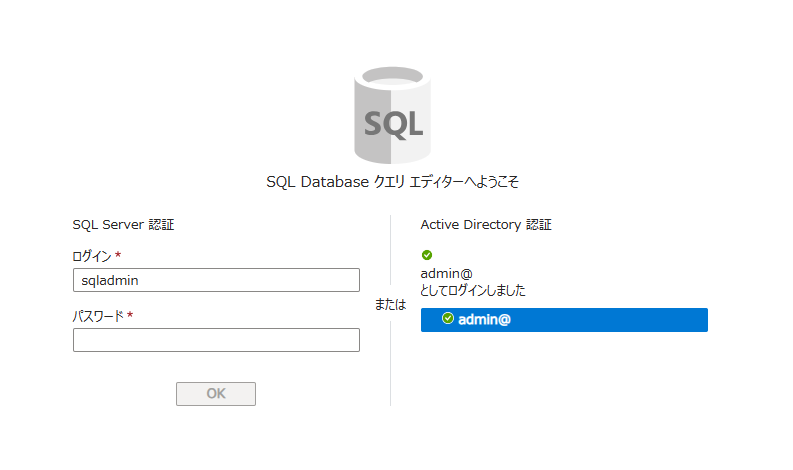 SQL
SQL Database クエリ エディターへようこそ
SQL Server 認証
ログイン *
sqladmin
パスワード *
OK
または
Active Directory 認証
admin@
としてログインしました
admin@